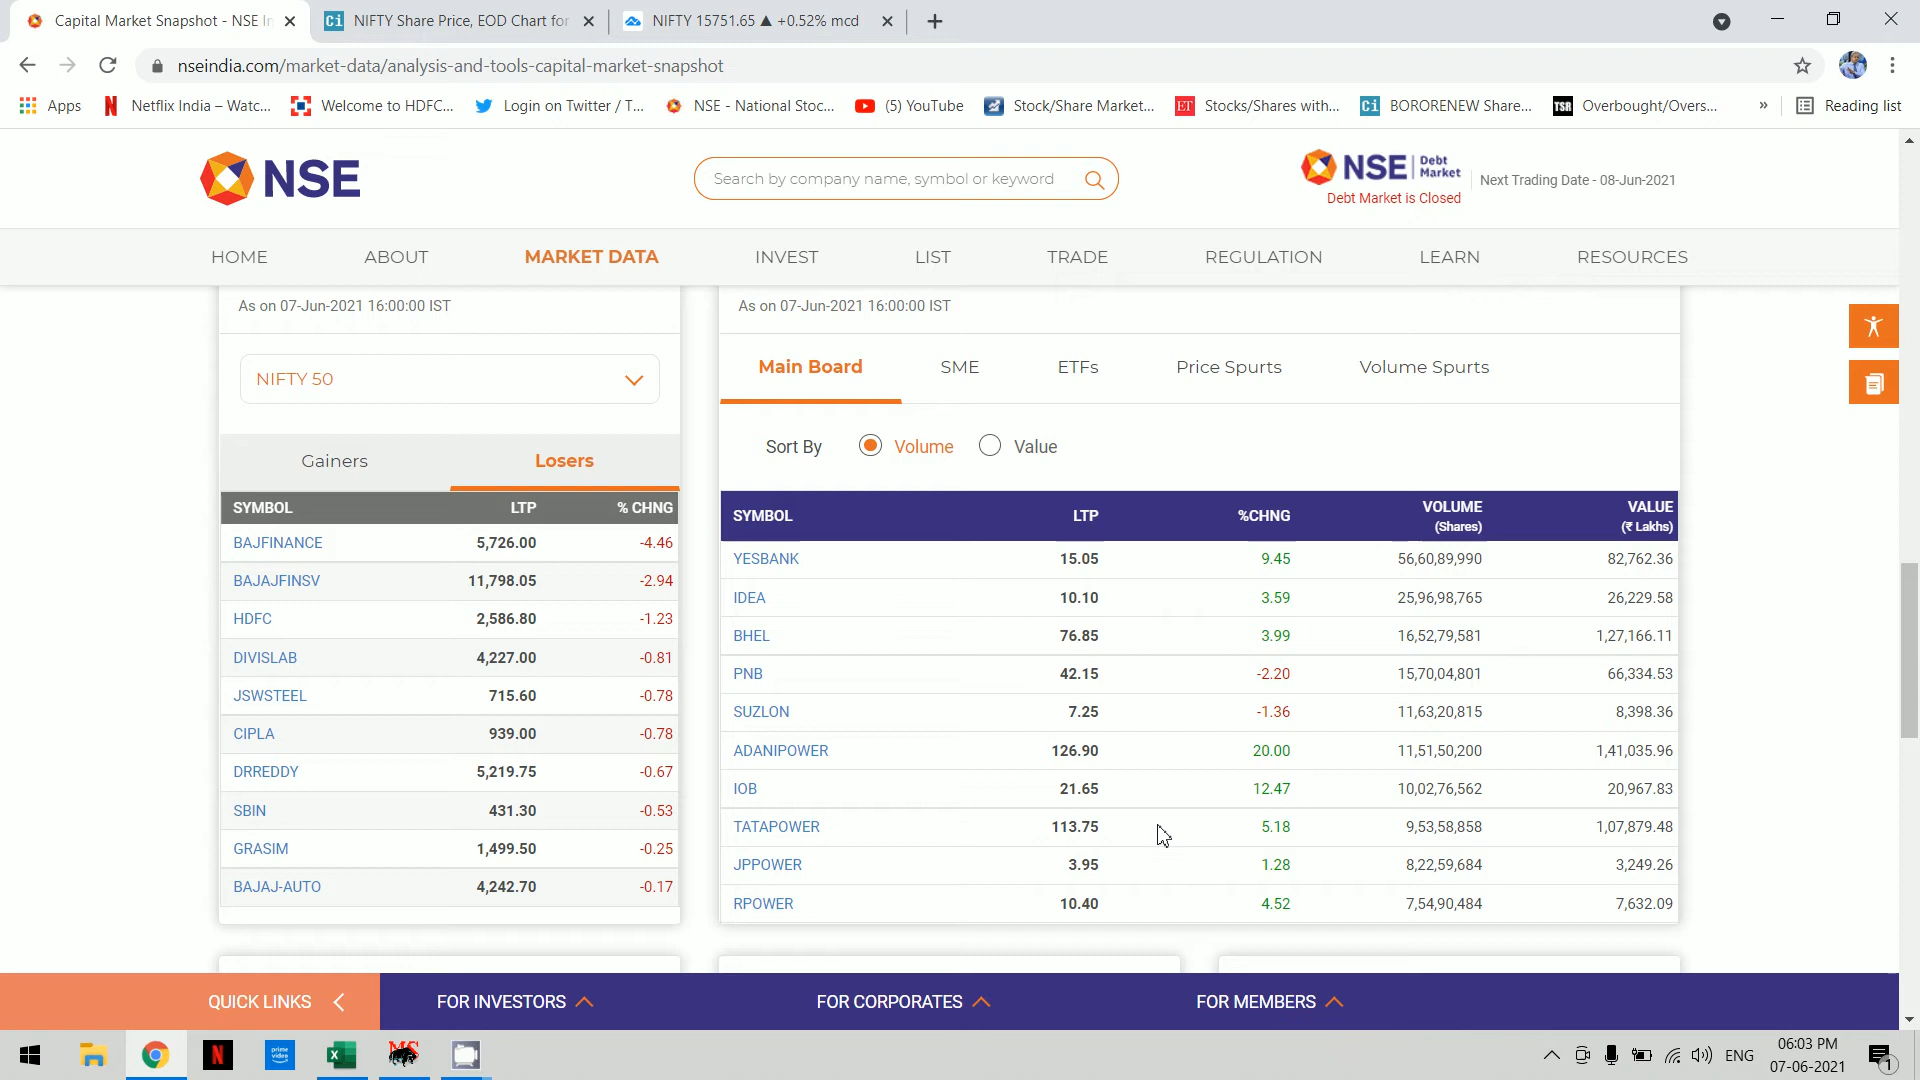 Capital Market Snapshot - NSE In
NIFTY Share Price, EOD Chart for
NIFTY 15751.65 ▲ +0.52% mcd
nseindia.com/market-data/analysis-and-tools-capital-market-snapshot
Apps
Netflix India – Watc...
Welcome to HDFC...
Login on Twitter / T...
NSE - National Stoc...
(5) YouTube
Stock/Share Market...
ET Stocks/Shares with...
Ci BORORENEW Share...
TSR Overbought/Overs...
»
Reading list
NSE
Search by company name, symbol or keyword
NSE Debt Market
Debt Market is Closed
Next Trading Date - 08-Jun-2021
HOME ABOUT MARKET DATA INVEST LIST TRADE REGULATION LEARN RESOURCES
As on 07-Jun-2021 16:00:00 IST
NIFTY 50
Gainers Losers
SYMBOL LTP % CHNG
BAJFINANCE 5,726.00 -4.46
BAJAJFINSV 11,798.05 -2.94
HDFC 2,586.80 -1.23
DIVISLAB 4,227.00 -0.81
JSWSTEEL 715.60 -0.78
CIPLA 939.00 -0.78
DRREDDY 5,219.75 -0.67
SBIN 431.30 -0.53
GRASIM 1,499.50 -0.25
BAJAJ-AUTO 4,242.70 -0.17
As on 07-Jun-2021 16:00:00 IST
Main Board SME ETFs Price Spurts Volume Spurts
Sort By Volume Value
SYMBOL LTP %CHNG VOLUME (Shares) VALUE (₹ Lakhs)
YESBANK 15.05 9.45 56,60,89,990 82,762.36
IDEA 10.10 3.59 25,96,98,765 26,229.58
BHEL 76.85 3.99 16,52,79,581 1,27,166.11
PNB 42.15 -2.20 15,70,04,801 66,334.53
SUZLON 7.25 -1.36 11,63,20,815 8,398.36
ADANIPOWER 126.90 20.00 11,51,50,200 1,41,035.96
IOB 21.65 12.47 10,02,76,562 20,967.83
TATAPOWER 113.75 5.18 9,53,58,858 1,07,879.48
JPPOWER 3.95 1.28 8,22,59,684 3,249.26
RPOWER 10.40 4.52 7,54,90,484 7,632.09
QUICK LINKS FOR INVESTORS FOR CORPORATES FOR MEMBERS
prime video
MS
ENG
06:03 PM
07-06-2021
1